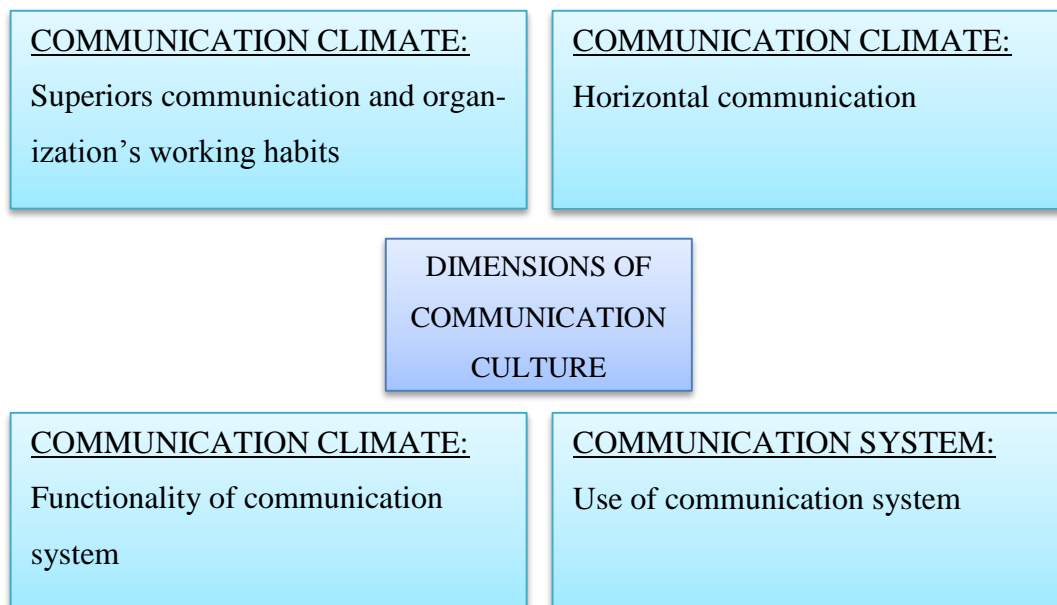 COMMUNICATION CLIMATE:
Superiors communication and organ-
ization’s working habits
COMMUNICATION CLIMATE:
Horizontal communication
DIMENSIONS OF
COMMUNICATION
CULTURE
COMMUNICATION CLIMATE:
Functionality of communication
system
COMMUNICATION SYSTEM:
Use of communication system